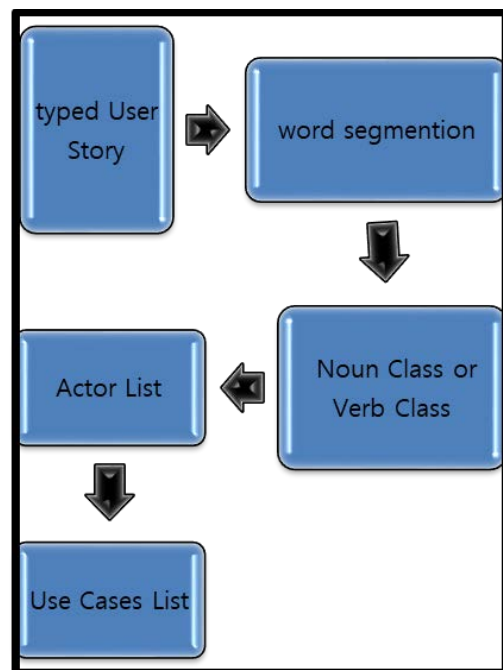 typed User
Story
word segmention
Noun Class or
Verb Class
Actor List
Use Cases List